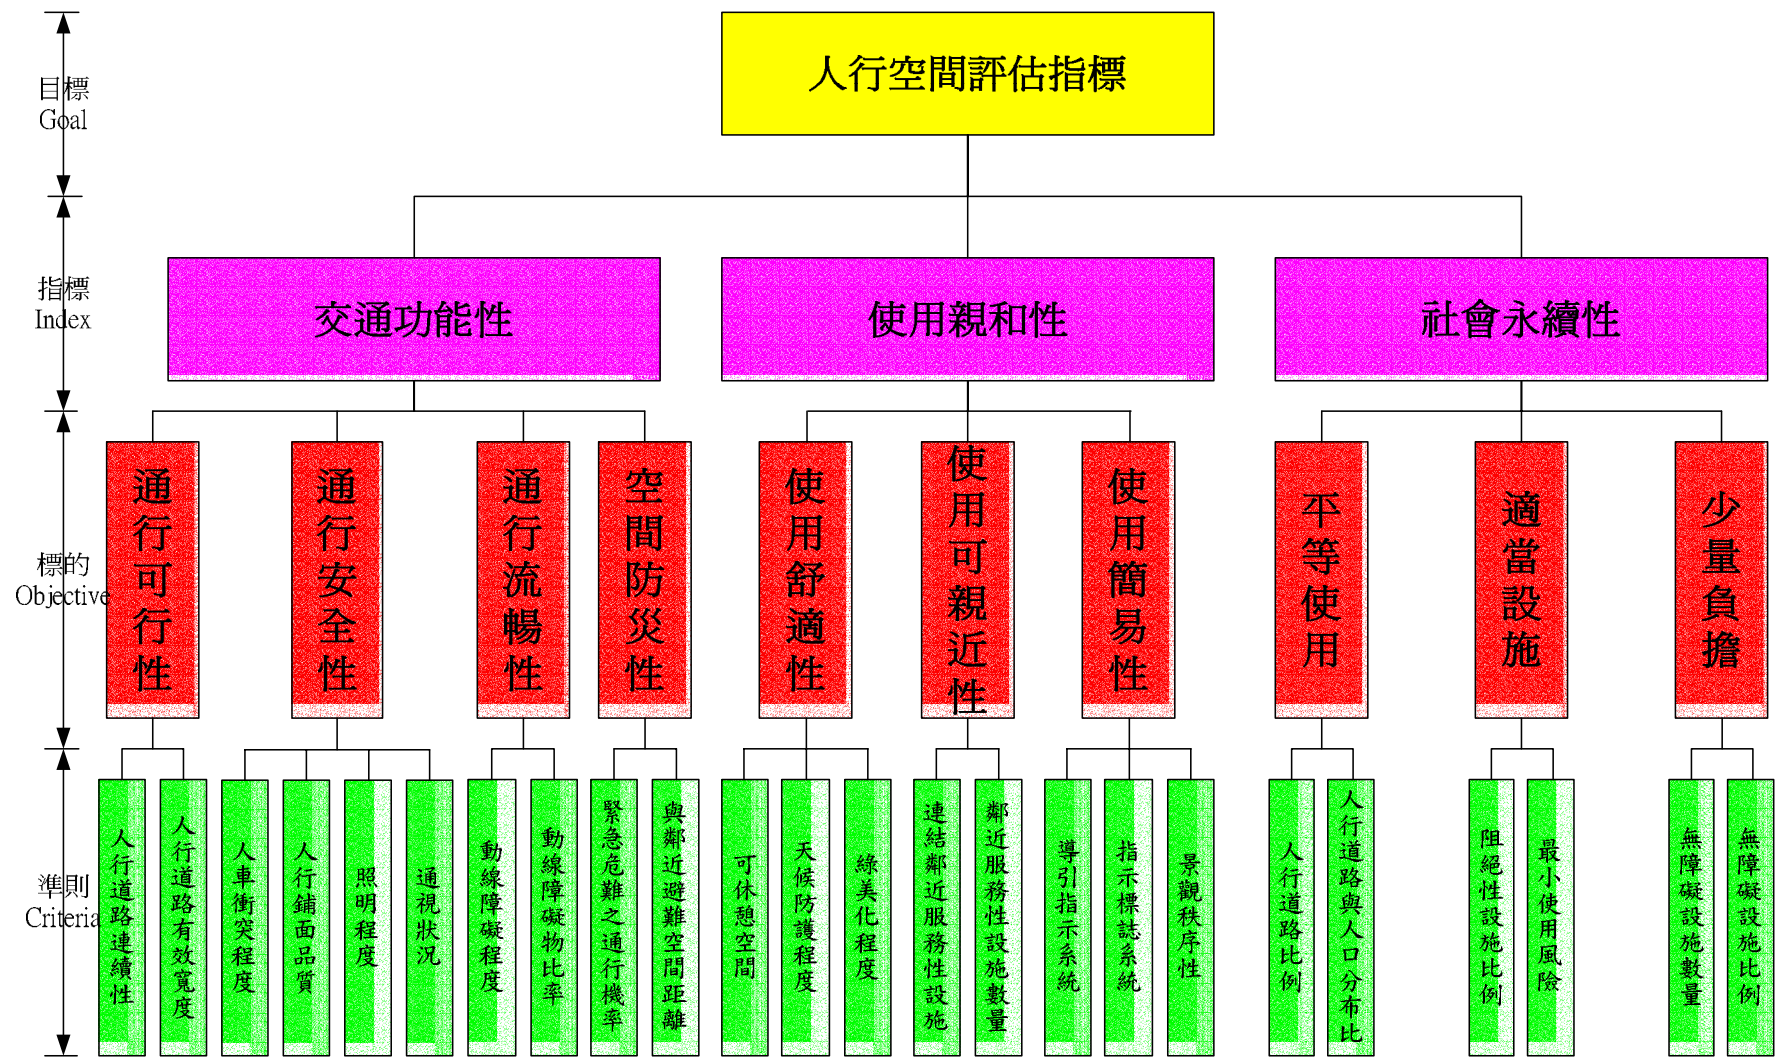 人行空間評估指標
目標
Goal
指標
Index
交通功能性
使用親和性
社會永續性
標的
Objective
通行可行性
通行安全性
通行流暢性
空間防災性
使用舒適性
使用可親近性
使用簡易性
平等使用
適當設施
少量負擔
準則
Criteria
人行道路連續性
人行道路有效寬度
人車衝突程度
人行鋪面品質
照明程度
通視狀況
動線障礙程度
動線障礙物比率
緊急危難之通行機率
與鄰近避難空間距離
可休憩空間
天候防護程度
綠美化程度
連結鄰近服務性設施
鄰近服務性設施數量
導引指示系統
指示標誌系統
景觀秩序性
人行道路比例
人行道路與人口分布比
阻絕性設施比例
最小使用風險
無障礙設施數量
無障礙設施比例